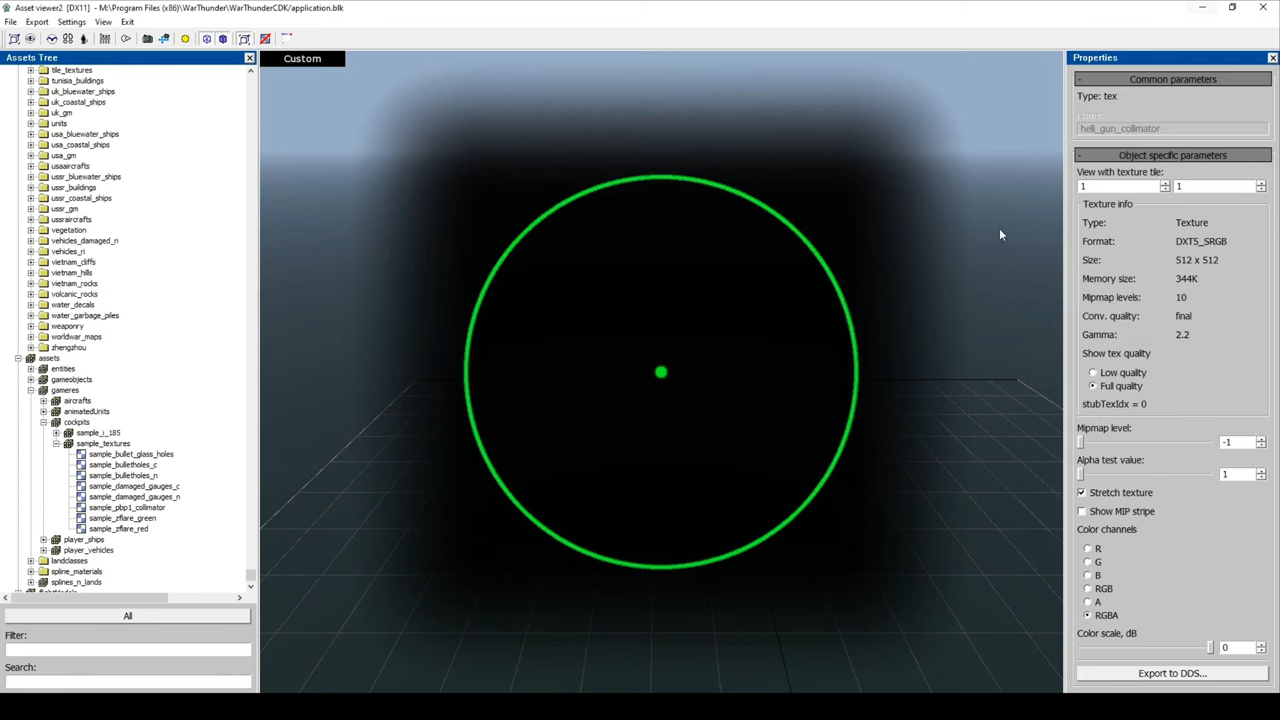 Asset viewer2 [DX11] - M:\Program Files (x86)\WarThunder\WarThunderCDK/application.blk
File Export Settings View Exit
Assets Tree
tile_textures
tunisia_buildings
uk_bluewater_ships
uk_coastal_ships
uk_gm
units
usa_bluewater_ships
usa_coastal_ships
usa_gm
usaaircrafts
ussr_bluewater_ships
ussr_buildings
ussr_coastal_ships
ussr_gm
ussraircrafts
vegetation
vehicles_damaged_ri
vehicles_ri
vietnam_cliffs
vietnam_hills
vietnam_rocks
volcanic_rocks
water_decals
water_garbage_piles
weaponry
worldwar_maps
zhengzhou
assets
entities
gameobjects
gameres
aircrafts
animatedUnits
cockpits
sample_i_185
sample_textures
sample_bullet_glass_holes
sample_bulletholes_c
sample_bulletholes_n
sample_damaged_gauges_c
sample_damaged_gauges_n
sample_pbp1_collimator
sample_zflare_green
sample_zflare_red
player_ships
player_vehicles
landclasses
spline_materials
splines_n_lands
All
Filter:
Search:
Custom
Properties
- Common parameters
Type: tex
Name:
heli_gun_collimator
- Object specific parameters
View with texture tile:
1 1
Texture info
Type: Texture
Format: DXT5_SRGB
Size: 512 x 512
Memory size: 344K
Mipmap levels: 10
Conv. quality: final
Gamma: 2.2
Show tex quality
Low quality
Full quality
stubTexIdx = 0
Mipmap level:
-1
Alpha test value:
1
Stretch texture
Show MIP stripe
Color channels
R
G
B
RGB
A
RGBA
Color scale, dB
0
Export to DDS...